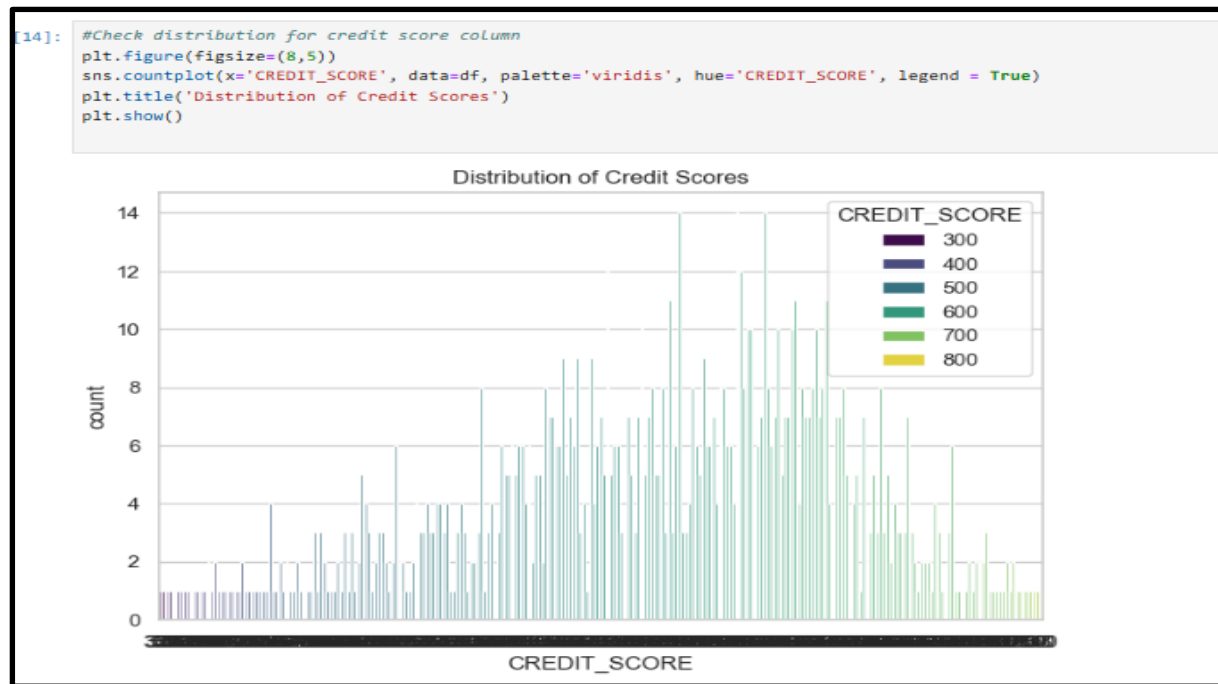 [14]: #Check distribution for credit score column
plt.figure(figsize=(8,5))
sns.countplot(x='CREDIT_SCORE', data=df, palette='viridis', hue='CREDIT_SCORE', legend = True)
plt.title('Distribution of Credit Scores')
plt.show()
Distribution of Credit Scores
CREDIT_SCORE
300
400
500
600
700
800
14
12
10
8
6
4
2
0
count
CREDIT_SCORE